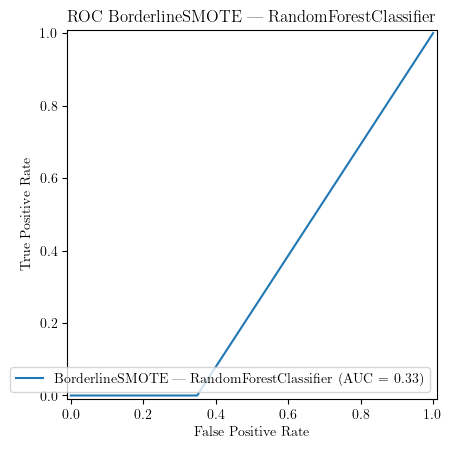 ROC BorderlineSMOTE — RandomForestClassifier
1.0
0.8
0.6
0.4
0.2
0.0
True Positive Rate
BorderlineSMOTE — RandomForestClassifier (AUC = 0.33)
0.0 0.2 0.4 0.6 0.8 1.0
False Positive Rate